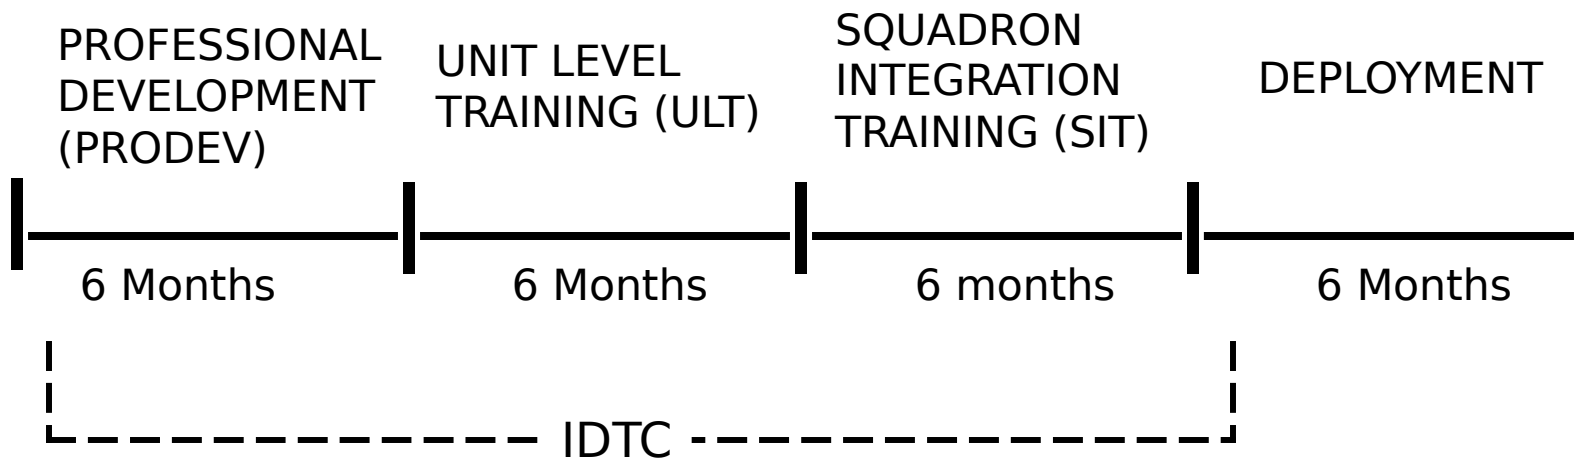 PROFESSIONAL
DEVELOPMENT
(PRODEV)
UNIT LEVEL
TRAINING (ULT)
SQUADRON
INTEGRATION
TRAINING (SIT)
DEPLOYMENT
6 Months
6 Months
6 months
6 Months
IDTC